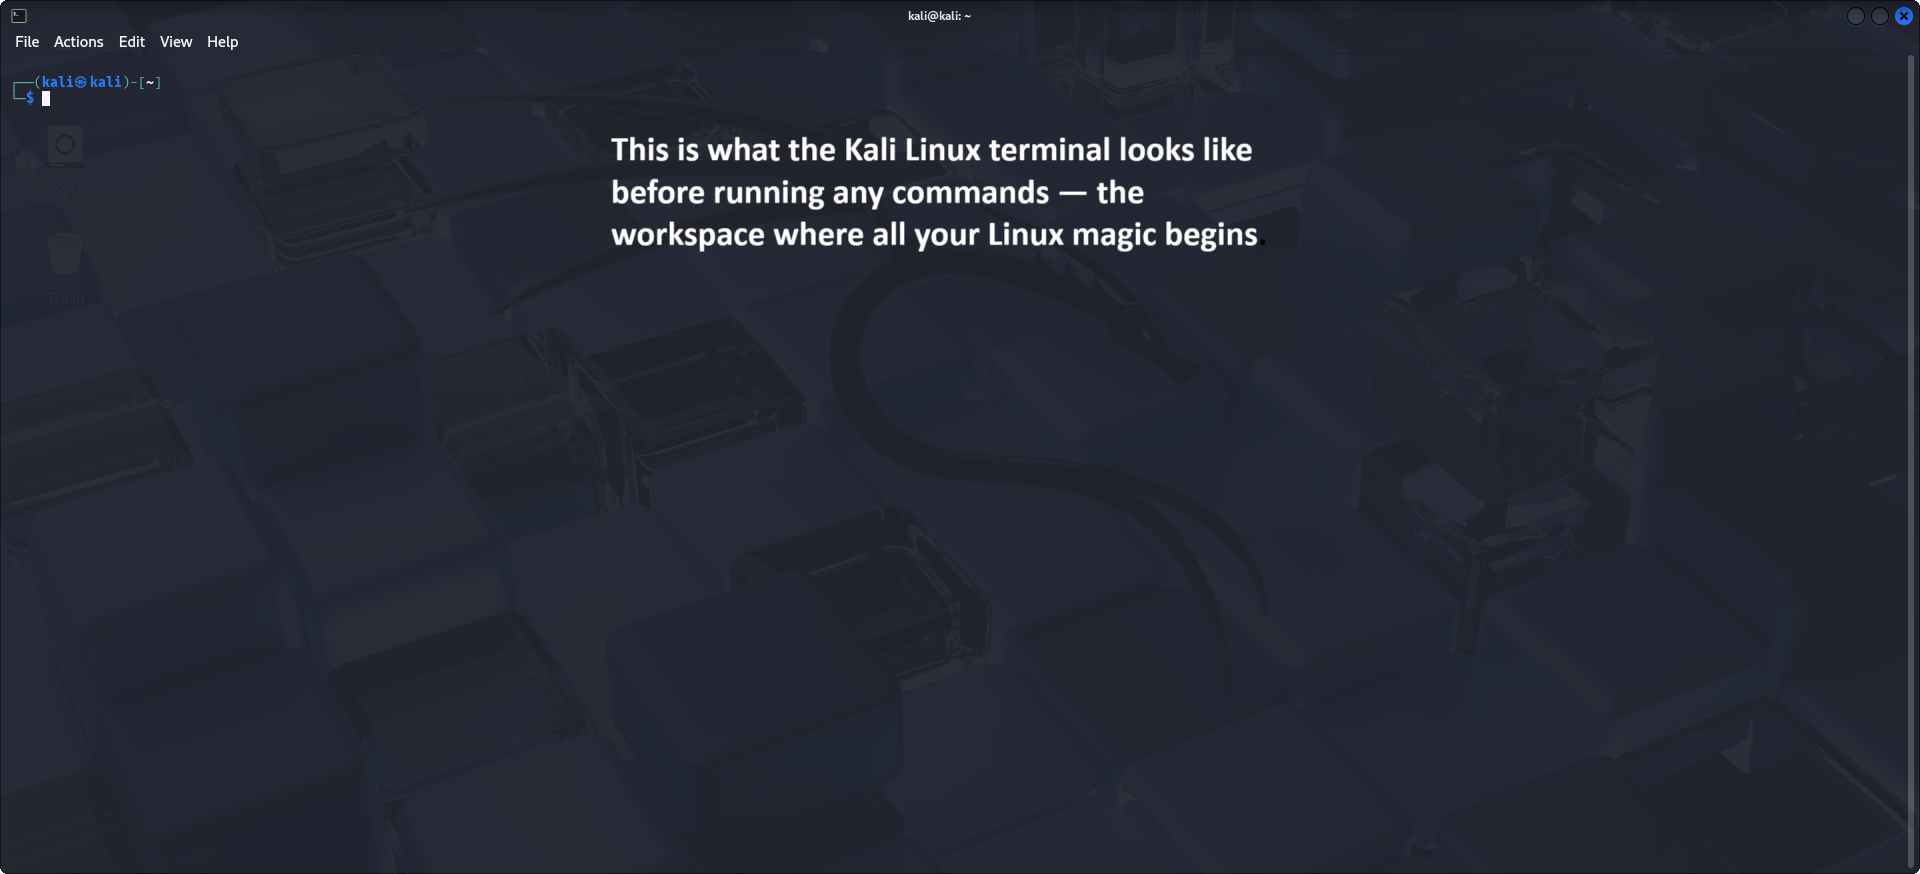 kali@kali: ~
File Actions Edit View Help
┌──(kali㉿kali)-[~]
└─$
File System
Trash
This is what the Kali Linux terminal looks like
before running any commands — the
workspace where all your Linux magic begins.